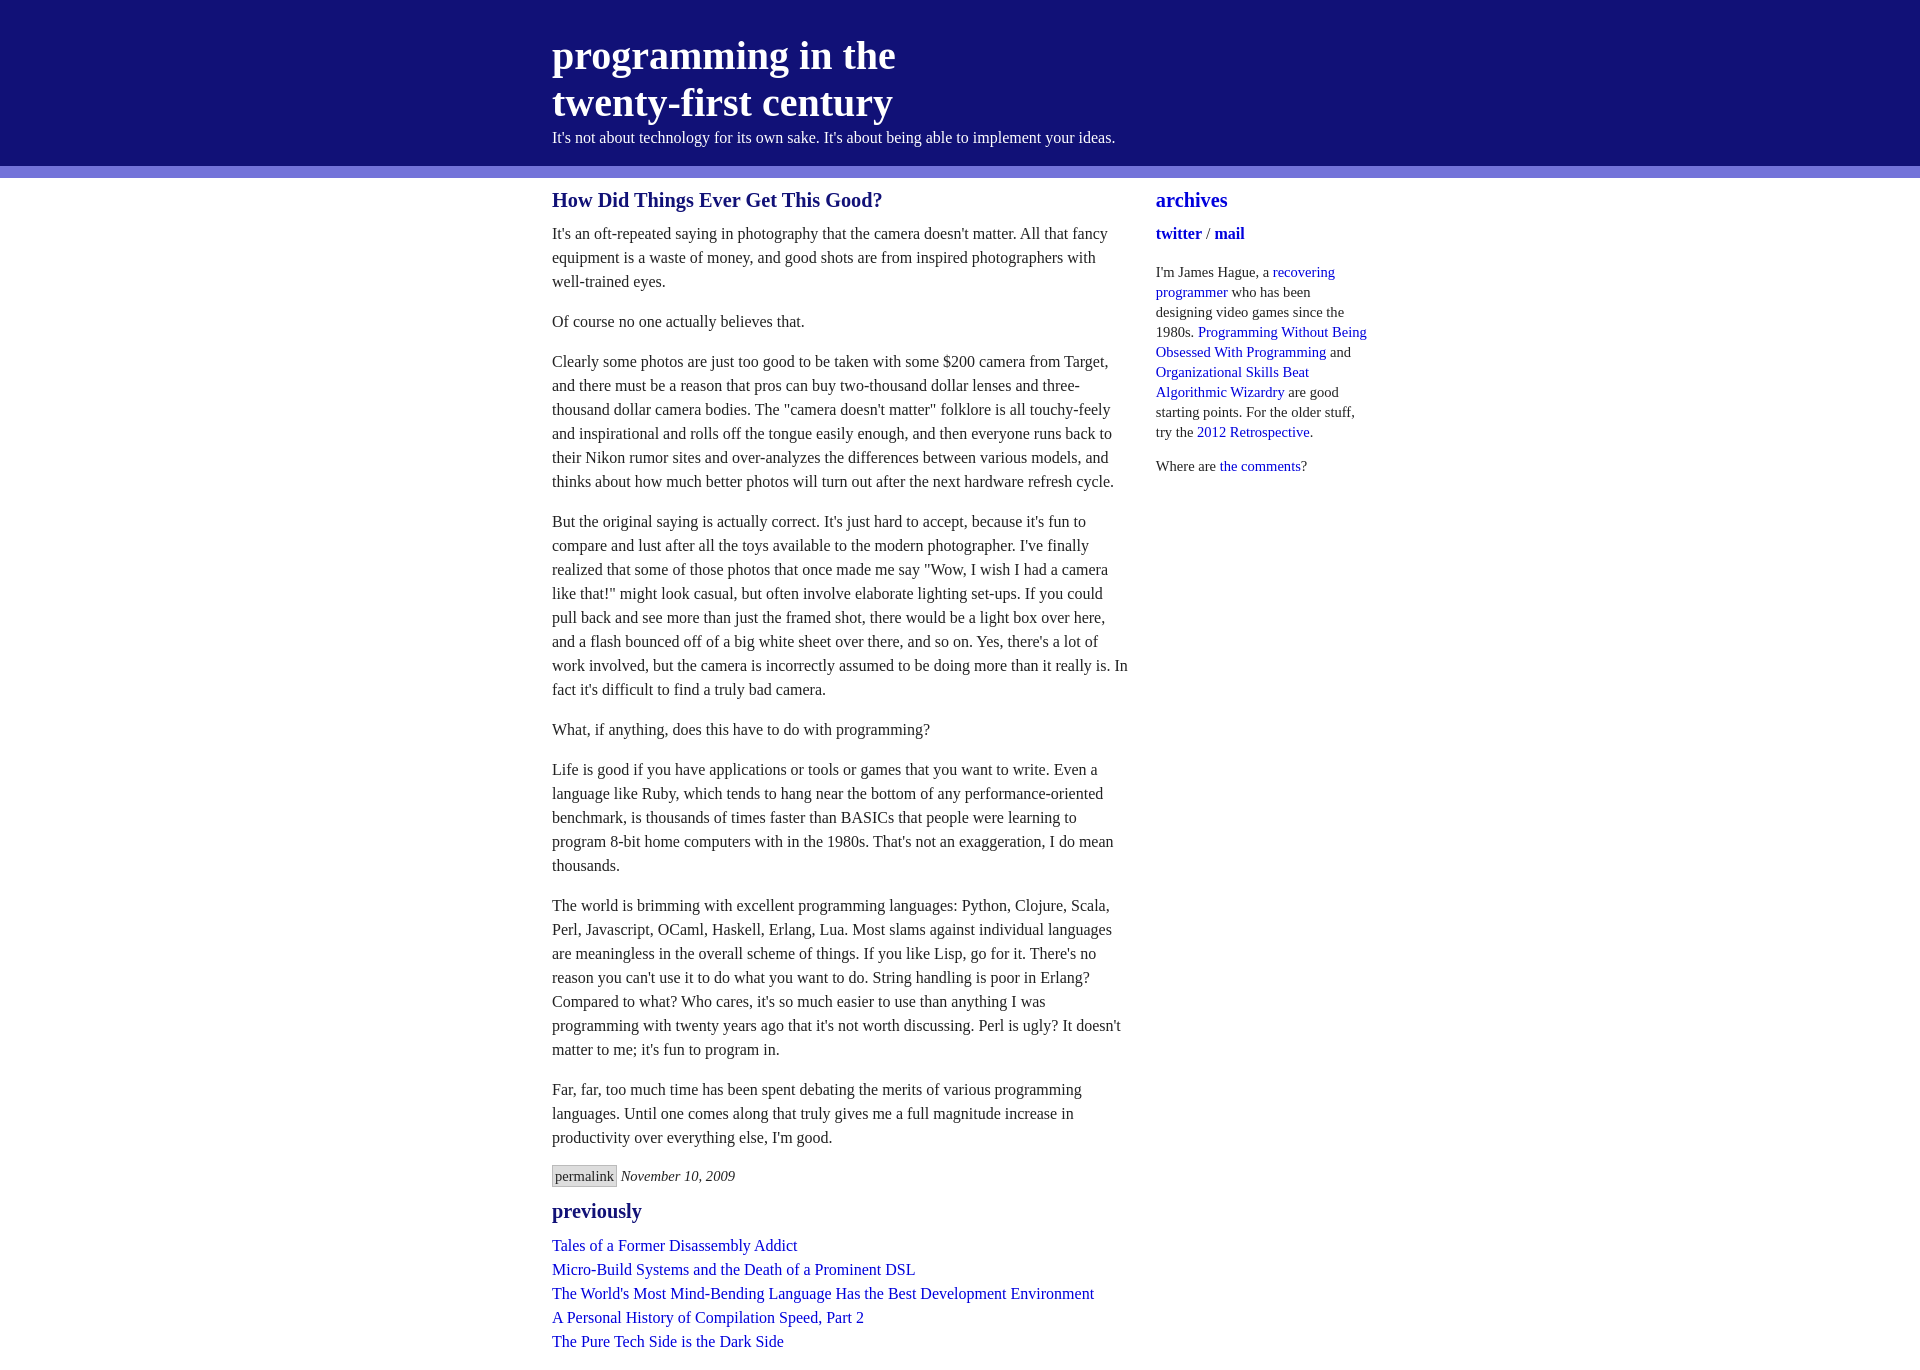 programming in the
twenty-first century
It's not about technology for its own sake. It's about being able to implement your ideas.
How Did Things Ever Get This Good?
It's an oft-repeated saying in photography that the camera doesn't matter. All that fancy
equipment is a waste of money, and good shots are from inspired photographers with
well-trained eyes.
Of course no one actually believes that.
Clearly some photos are just too good to be taken with some $200 camera from Target,
and there must be a reason that pros can buy two-thousand dollar lenses and three-
thousand dollar camera bodies. The "camera doesn't matter" folklore is all touchy-feely
and inspirational and rolls off the tongue easily enough, and then everyone runs back to
their Nikon rumor sites and over-analyzes the differences between various models, and
thinks about how much better photos will turn out after the next hardware refresh cycle.
But the original saying is actually correct. It's just hard to accept, because it's fun to
compare and lust after all the toys available to the modern photographer. I've finally
realized that some of those photos that once made me say "Wow, I wish I had a camera
like that!" might look casual, but often involve elaborate lighting set-ups. If you could
pull back and see more than just the framed shot, there would be a light box over here,
and a flash bounced off of a big white sheet over there, and so on. Yes, there's a lot of
work involved, but the camera is incorrectly assumed to be doing more than it really is. In
fact it's difficult to find a truly bad camera.
What, if anything, does this have to do with programming?
Life is good if you have applications or tools or games that you want to write. Even a
language like Ruby, which tends to hang near the bottom of any performance-oriented
benchmark, is thousands of times faster than BASICs that people were learning to
program 8-bit home computers with in the 1980s. That's not an exaggeration, I do mean
thousands.
The world is brimming with excellent programming languages: Python, Clojure, Scala,
Perl, Javascript, OCaml, Haskell, Erlang, Lua. Most slams against individual languages
are meaningless in the overall scheme of things. If you like Lisp, go for it. There's no
reason you can't use it to do what you want to do. String handling is poor in Erlang?
Compared to what? Who cares, it's so much easier to use than anything I was
programming with twenty years ago that it's not worth discussing. Perl is ugly? It doesn't
matter to me; it's fun to program in.
Far, far, too much time has been spent debating the merits of various programming
languages. Until one comes along that truly gives me a full magnitude increase in
productivity over everything else, I'm good.
permalink November 10, 2009
previously
Tales of a Former Disassembly Addict
Micro-Build Systems and the Death of a Prominent DSL
The World's Most Mind-Bending Language Has the Best Development Environment
A Personal History of Compilation Speed, Part 2
The Pure Tech Side is the Dark Side
archives
twitter / mail
I'm James Hague, a recovering
programmer who has been
designing video games since the
1980s. Programming Without Being
Obsessed With Programming and
Organizational Skills Beat
Algorithmic Wizardry are good
starting points. For the older stuff,
try the 2012 Retrospective.
Where are the comments?